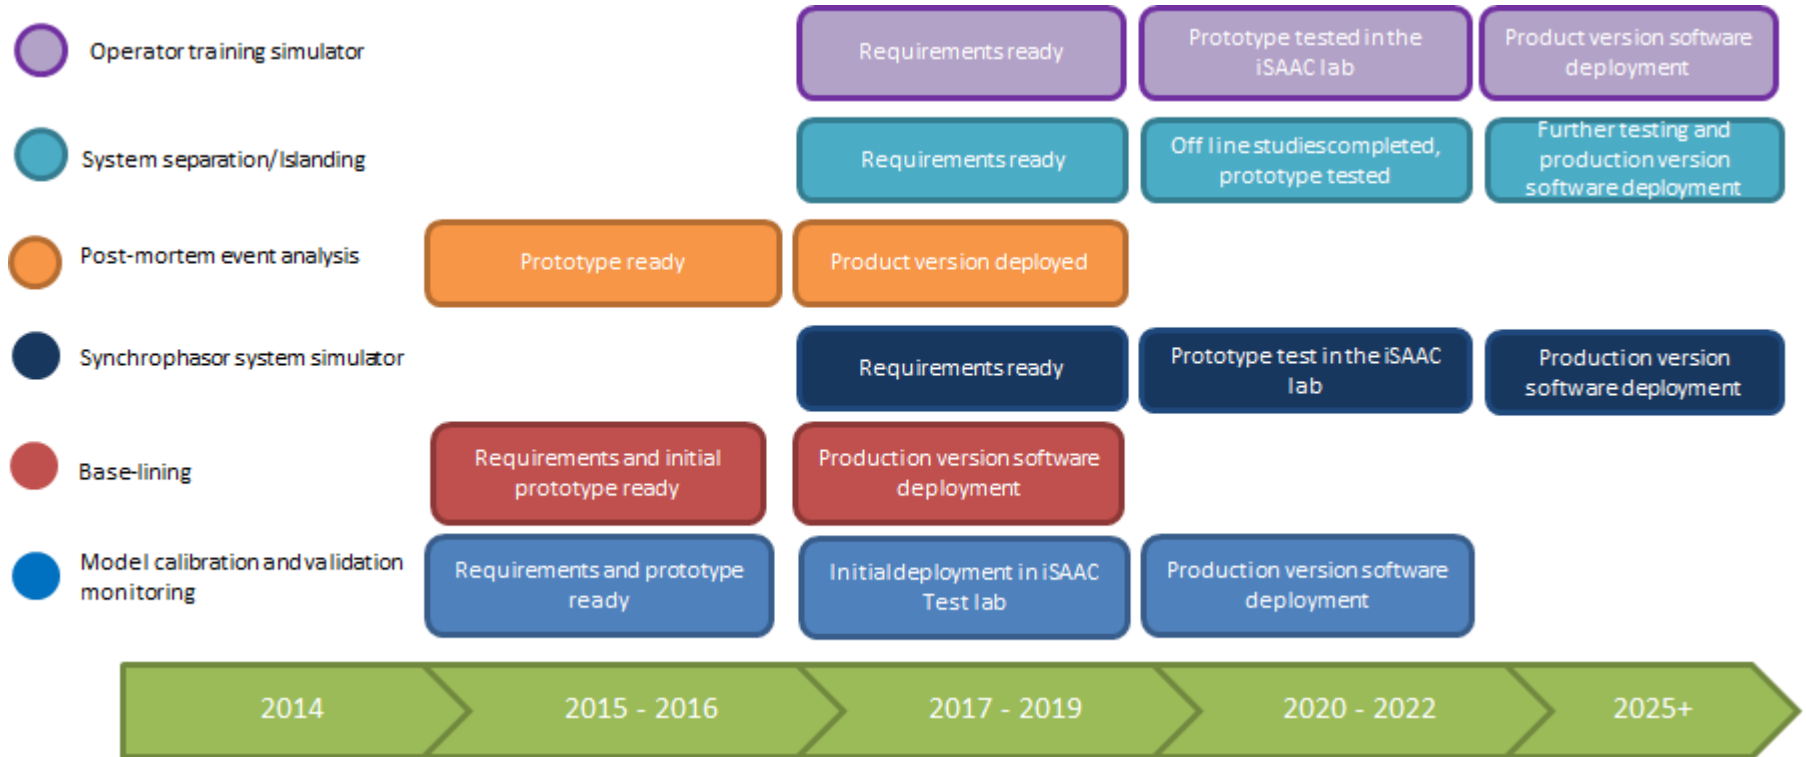 Operator training simulator
Requirements ready
Prototype tested in the
iSAAC lab
Product version software
deployment
System separation/Islanding
Requirements ready
Off line studies completed,
prototype tested
Further testing and
production version
software deployment
Post-mortem event analysis
Prototype ready
Product version deployed
Synchrophasor system simulator
Requirements ready
Prototype test in the iSAAC
lab
Production version
software deployment
Base-lining
Requirements and initial
prototype ready
Production version software
deployment
Model calibration and validation
monitoring
Requirements and prototype
ready
Initial deployment in iSAAC
Test lab
Production version software
deployment
2014
2015 - 2016
2017 - 2019
2020 - 2022
2025+